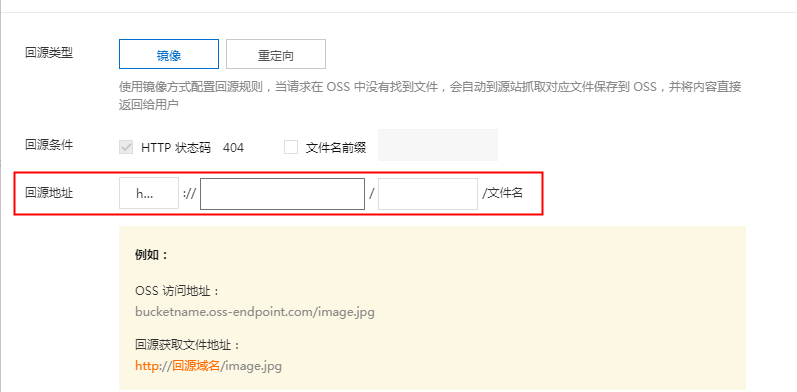 回源类型 镜像 重定向
使用镜像方式配置回源规则，当请求在 OSS 中没有找到文件，会自动到源站抓取对应文件保存到 OSS，并将内容直接
返回给用户
回源条件 HTTP 状态码 404 文件名前缀
回源地址 h... :// / /文件名
例如：
OSS 访问地址：
bucketname.oss-endpoint.com/image.jpg
回源获取文件地址：
http://回源域名/image.jpg